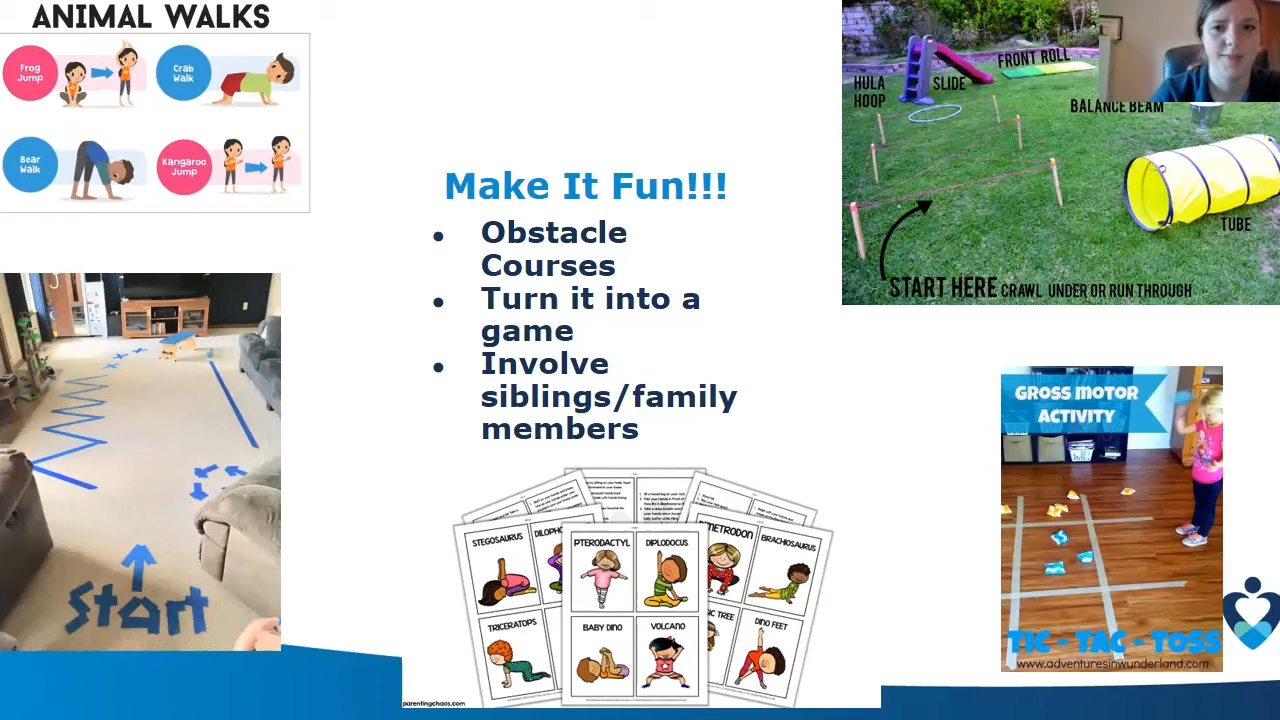 ANIMAL WALKS
Frog
Jump
Crab
Walk
Bear
Walk
Kangaroo
Jump
Start
Make It Fun!!!
• Obstacle
Courses
• Turn it into a
game
• Involve
siblings/family
members
STEGOSAURUS
PTERODACTYL
DIPLODOCUS
BRACHIOSAURUS
TRICERATOPS
BABY DINO
VOLCANO
TREE
DINO FEET
parentingchaos.com
HULA
HOOP
SLIDE
FRONT ROLL
BALANCE BEAM
TUBE
START HERE CRAWL UNDER OR RUN THROUGH
GROSS MOTOR
ACTIVITY
TIC - TAC - TOSS
www.adventuresinwunderland.com